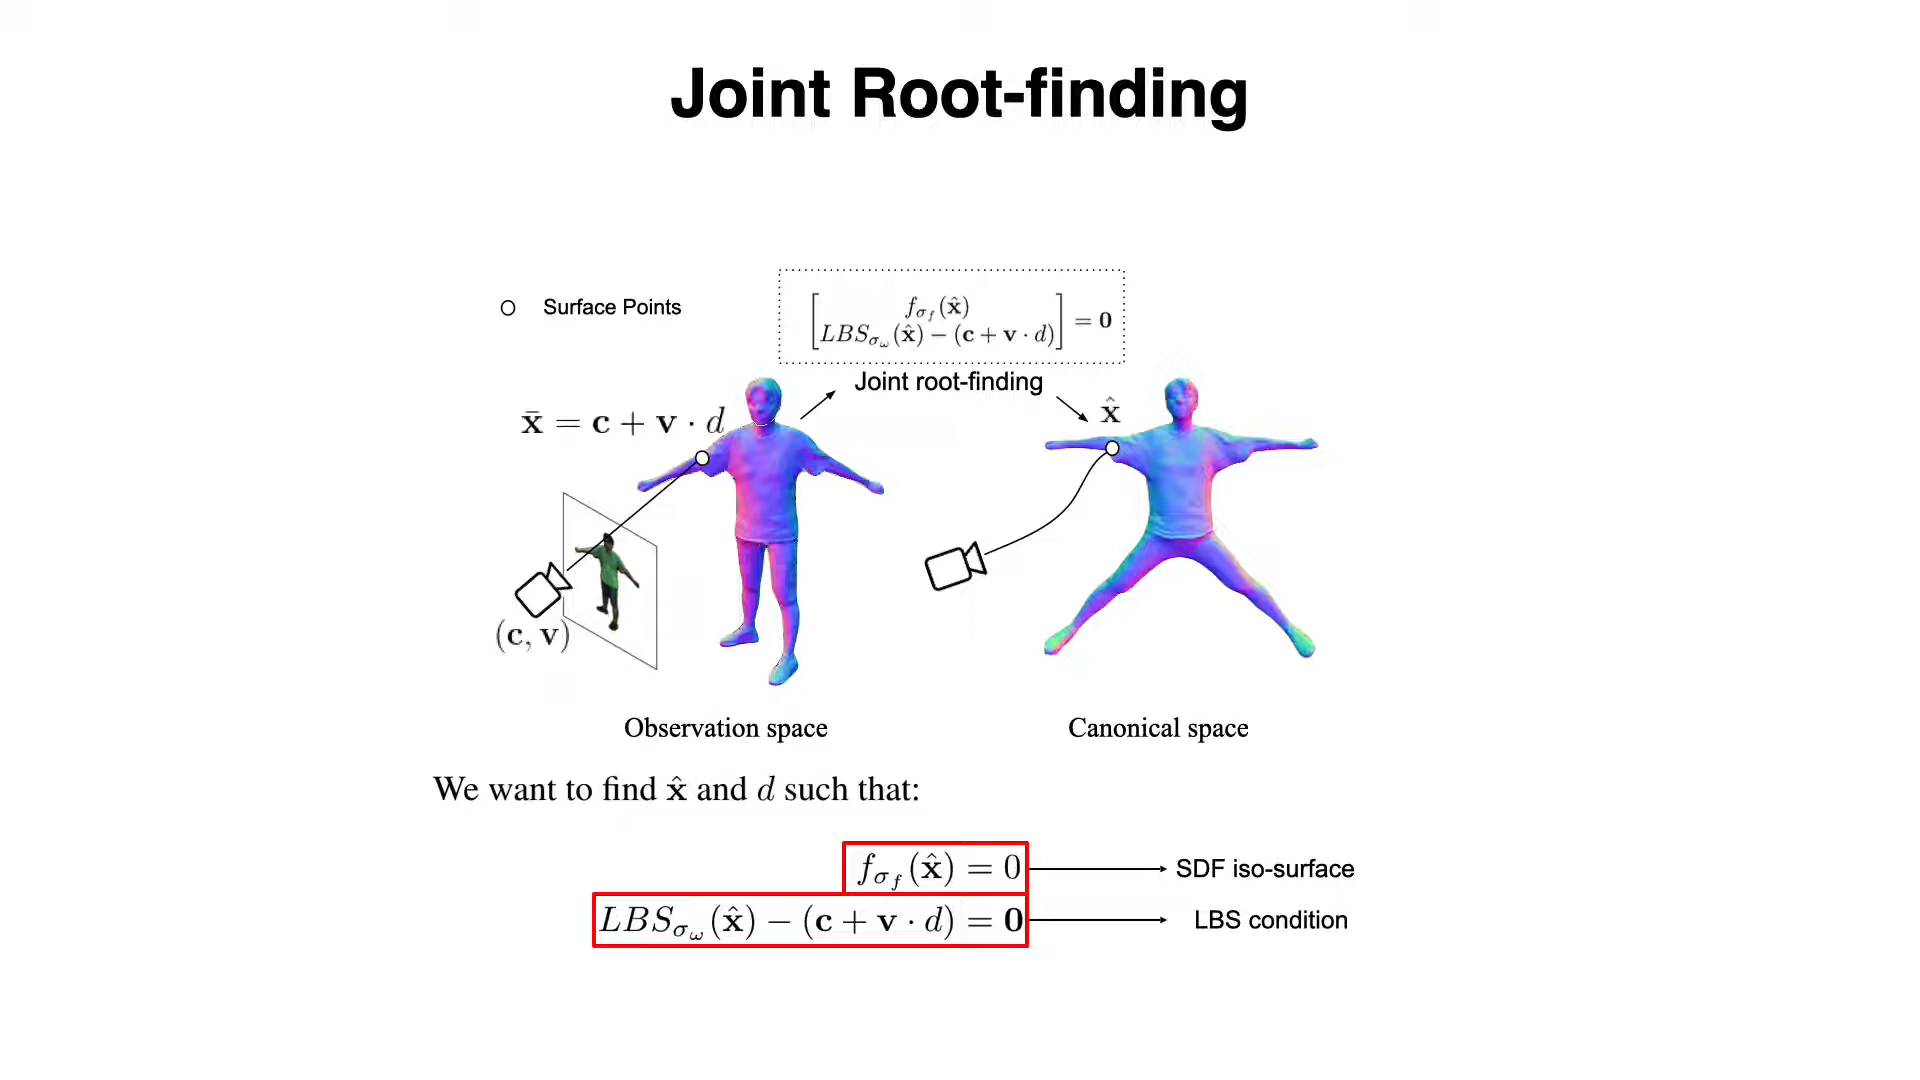 Joint Root-finding
Surface Points
[ f_{σ_f}(x̂)
LBS_{σ_ω}(x̂) − (c + v · d) ] = 0
Joint root-finding
x̄ = c + v · d
x̂
(c, v)
Observation space
Canonical space
We want to find x̂ and d such that:
f_{σ_f}(x̂) = 0
SDF iso-surface
LBS_{σ_ω}(x̂) − (c + v · d) = 0
LBS condition